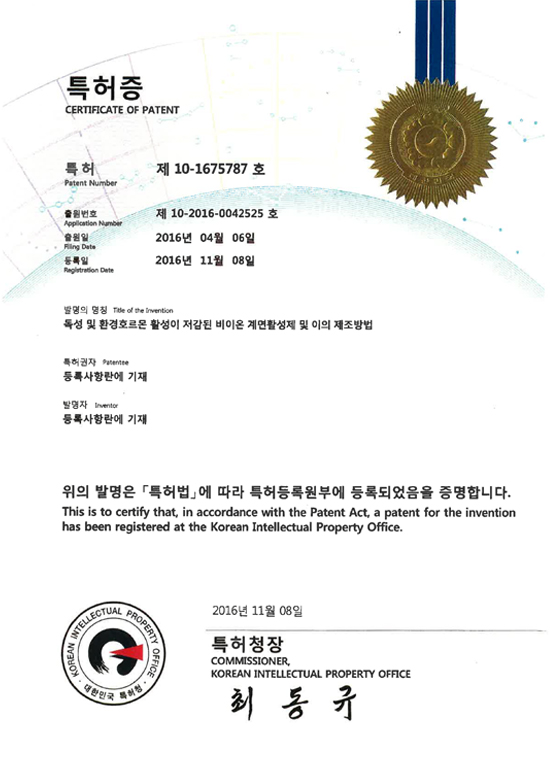 특허증
CERTIFICATE OF PATENT
특허 제 10-1675787 호
Patent Number
출원번호 제 10-2016-0042525 호
Application Number
출원일 2016년 04월 06일
Filing Date
등록일 2016년 11월 08일
Registration Date
발명의 명칭 Title of the Invention
독성 및 환경호르몬 활성이 저감된 비이온 계면활성제 및 이의 제조방법
특허권자 Patentee
등록사항란에 기재
발명자 Inventor
등록사항란에 기재
위의 발명은 「특허법」에 따라 특허등록원부에 등록되었음을 증명합니다.
This is to certify that, in accordance with the Patent Act, a patent for the invention
has been registered at the Korean Intellectual Property Office.
2016년 11월 08일
특허청장
COMMISSIONER,
KOREAN INTELLECTUAL PROPERTY OFFICE
최동규
KOREAN INTELLECTUAL PROPERTY OFFICE
대한민국 특허청